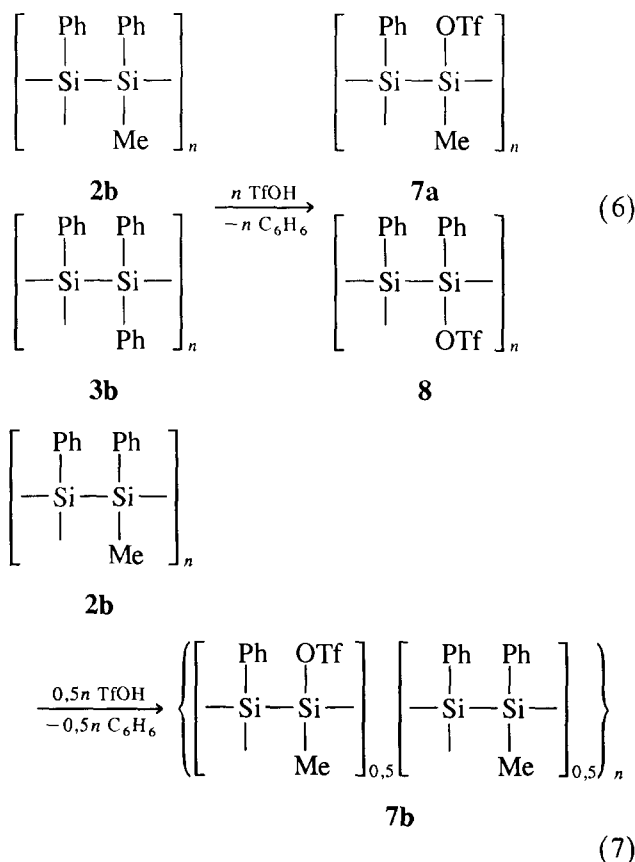 Ph Ph Ph OTf
Si Si Si Si
Me n Me n
2b 7a
n TfOH
−n C₆H₆
(6)
Ph Ph Ph Ph
Si Si Si Si
Ph n OTf n
3b 8
Ph Ph
Si Si
Me n
2b
0,5n TfOH
−0,5n C₆H₆
Ph OTf Ph Ph
Si Si Si Si
Me 0,5 Me 0,5 n
7b
(7)